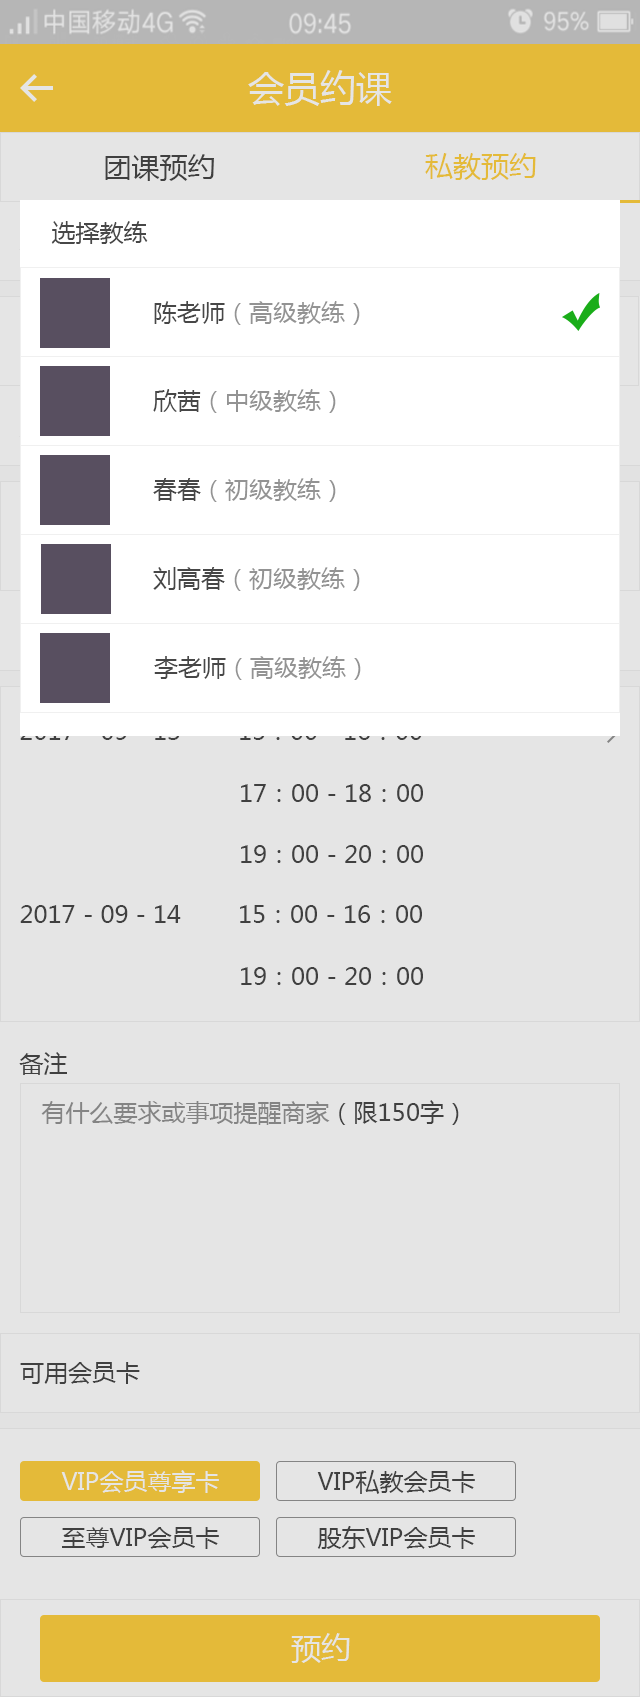 中国移动4G 09:45 95%
会员约课
团课预约 私教预约
选择教练
陈老师（高级教练）
欣茜（中级教练）
春春（初级教练）
刘高春（初级教练）
李老师（高级教练）
17 : 00 - 18 : 00
19 : 00 - 20 : 00
2017 - 09 - 14 15 : 00 - 16 : 00
19 : 00 - 20 : 00
备注
有什么要求或事项提醒商家（限150字）
可用会员卡
VIP会员尊享卡 VIP私教会员卡
至尊VIP会员卡 股东VIP会员卡
预约